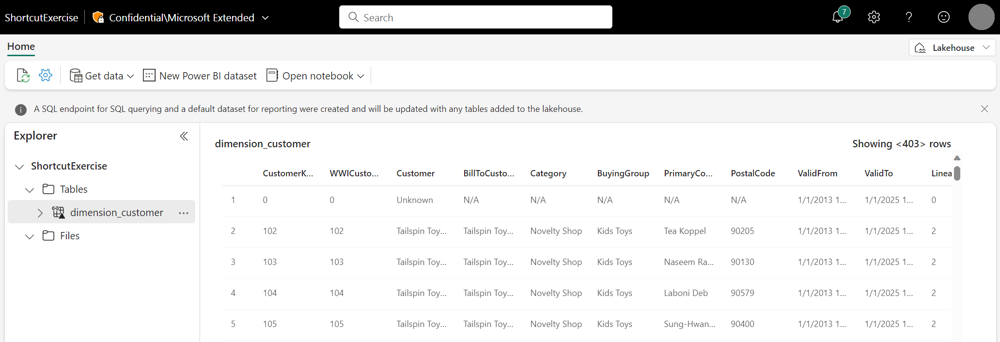 ShortcutExercise Confidential\Microsoft Extended Search 7
Home Lakehouse
Get data New Power BI dataset Open notebook
A SQL endpoint for SQL querying and a default dataset for reporting were created and will be updated with any tables added to the lakehouse.
Explorer
ShortcutExercise
Tables
dimension_customer ...
Files
dimension_customer Showing <403> rows
CustomerK... WWICusto... Customer BillToCusto... Category BuyingGroup PrimaryCo... PostalCode ValidFrom ValidTo Linea
1 0 0 Unknown N/A N/A N/A N/A N/A 1/1/2013 1... 1/1/2025 1... 0
2 102 102 Tailspin Toy... Tailspin Toy... Novelty Shop Kids Toys Tea Koppel 90205 1/1/2013 1... 1/1/2025 1... 2
3 103 103 Tailspin Toy... Tailspin Toy... Novelty Shop Kids Toys Naseem Ra... 90130 1/1/2013 1... 1/1/2025 1... 2
4 104 104 Tailspin Toy... Tailspin Toy... Novelty Shop Kids Toys Laboni Deb 90579 1/1/2013 1... 1/1/2025 1... 2
5 105 105 Tailspin Toy... Tailspin Toy... Novelty Shop Kids Toys Sung-Hwan... 90400 1/1/2013 1... 1/1/2025 1... 2